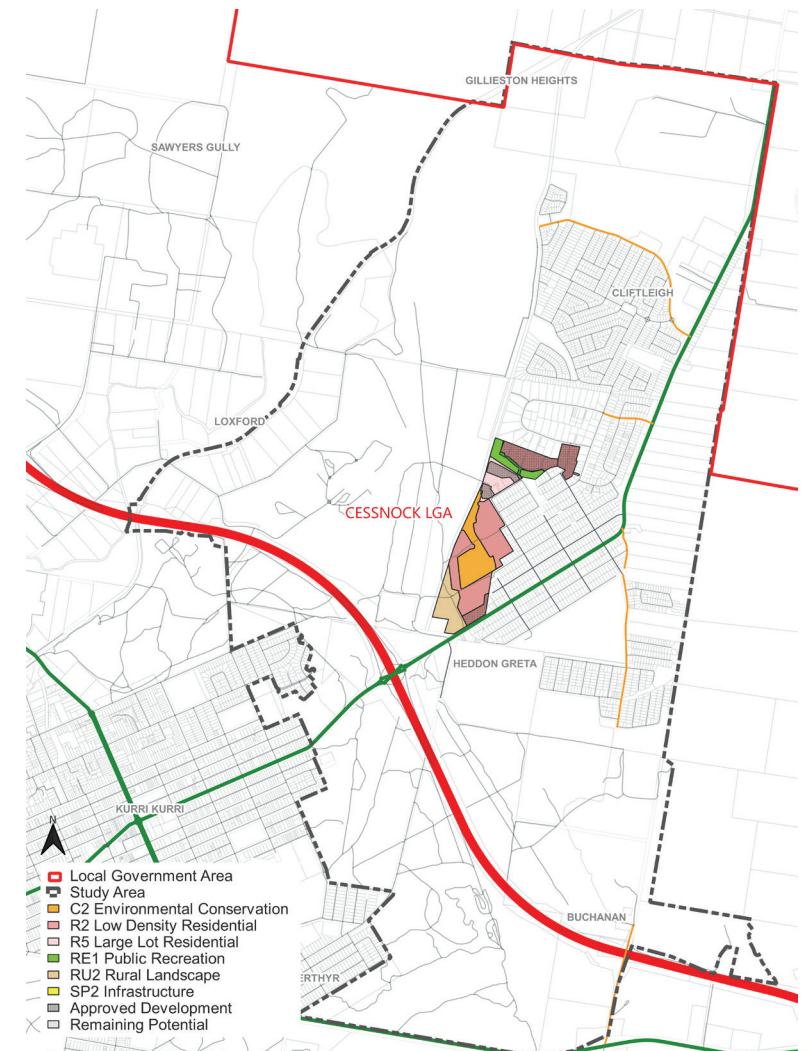 GILLIESTON HEIGHTS
SAWYERS GULLY
CLIFTLEIGH
LOXFORD
CESSNOCK LGA
HEDDON GRETA
KURRI KURRI
N
Local Government Area
Study Area
C2 Environmental Conservation
R2 Low Density Residential
R5 Large Lot Residential
RE1 Public Recreation
RU2 Rural Landscape
SP2 Infrastructure
Approved Development
Remaining Potential
BUCHANAN
ERTHYR